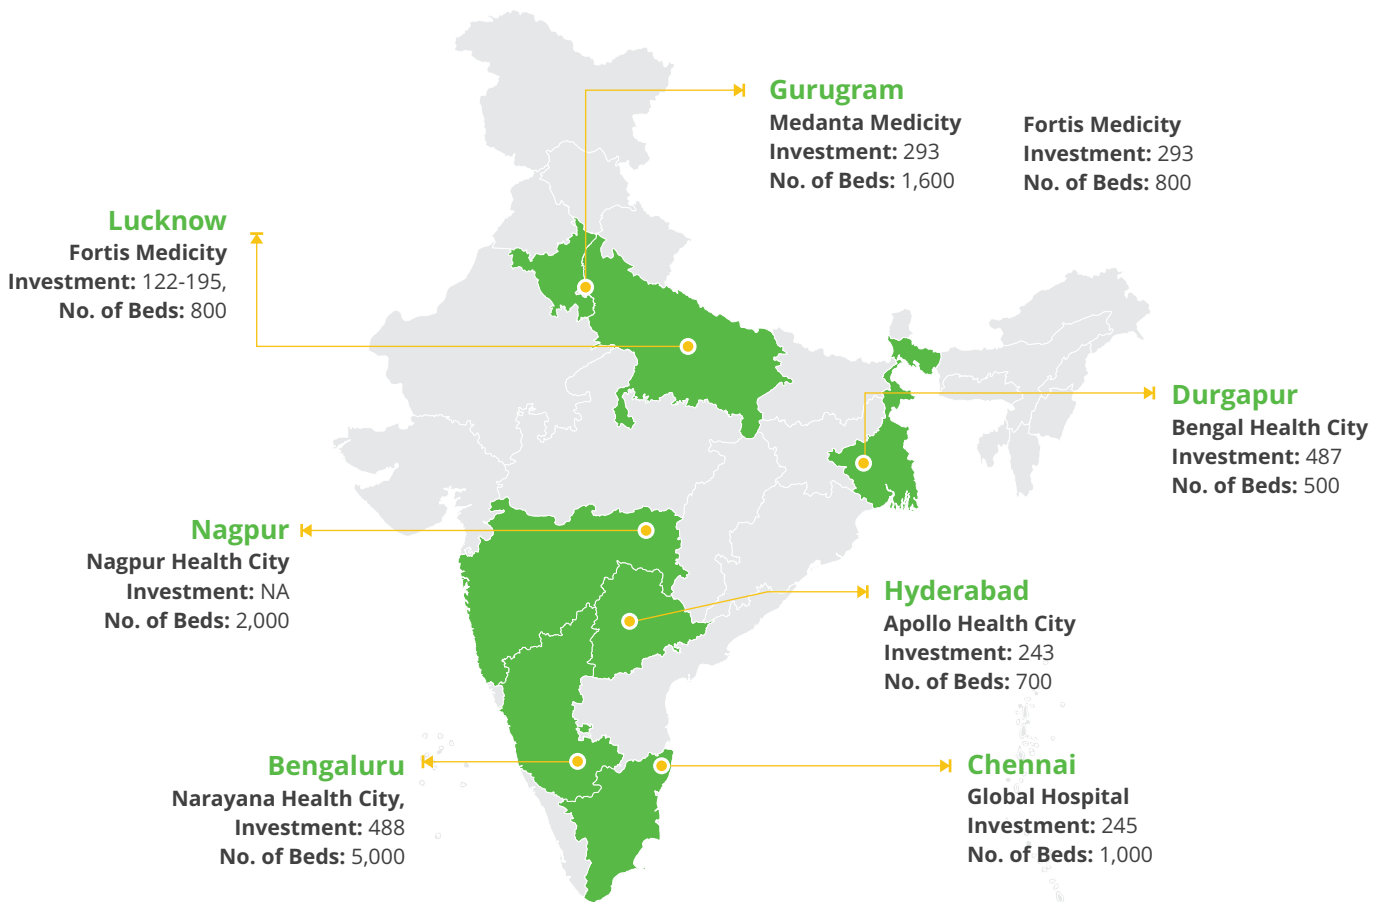 Gurugram
Medanta Medicity
Investment: 293
No. of Beds: 1,600
Fortis Medicity
Investment: 293
No. of Beds: 800
Lucknow
Fortis Medicity
Investment: 122-195,
No. of Beds: 800
Durgapur
Bengal Health City
Investment: 487
No. of Beds: 500
Nagpur
Nagpur Health City
Investment: NA
No. of Beds: 2,000
Hyderabad
Apollo Health City
Investment: 243
No. of Beds: 700
Bengaluru
Narayana Health City,
Investment: 488
No. of Beds: 5,000
Chennai
Global Hospital
Investment: 245
No. of Beds: 1,000